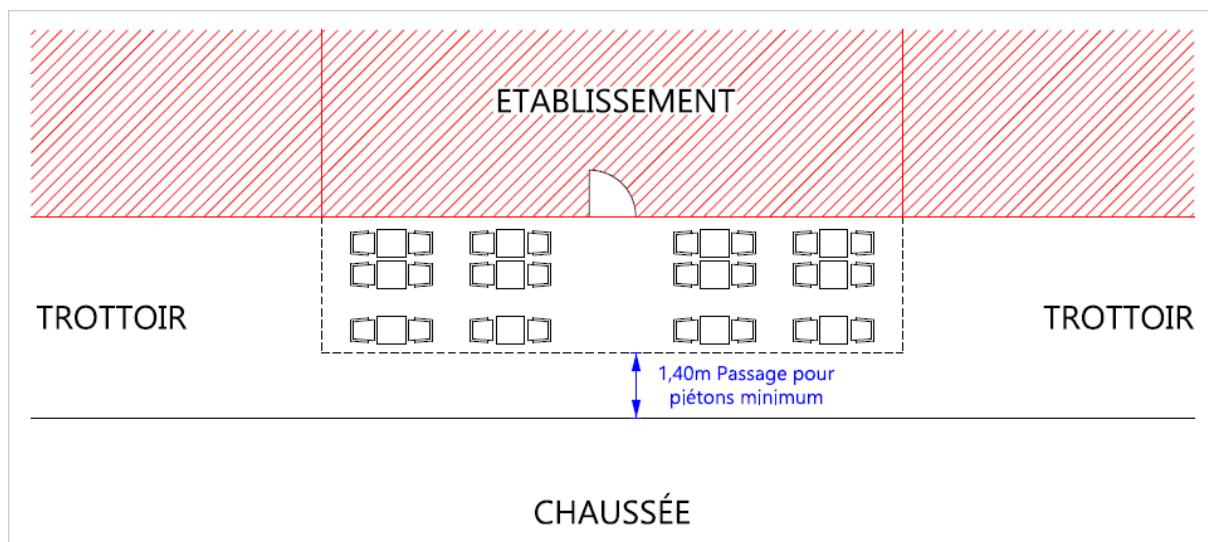 ETABLISSEMENT
TROTTOIR
TROTTOIR
1,40m Passage pour
piétons minimum
CHAUSSÉE